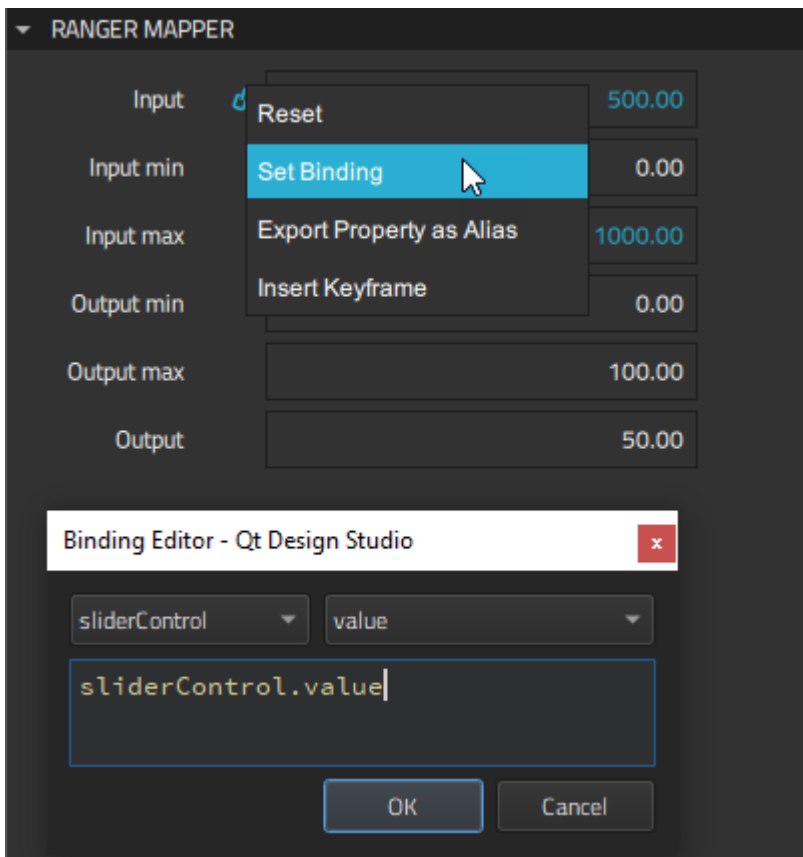 RANGER MAPPER
Input 500.00
Reset
Input min 0.00
Set Binding
Input max 1000.00
Export Property as Alias
Output min 0.00
Insert Keyframe
Output max 100.00
Output 50.00
Binding Editor - Qt Design Studio x
sliderControl value
sliderControl.value
OK Cancel